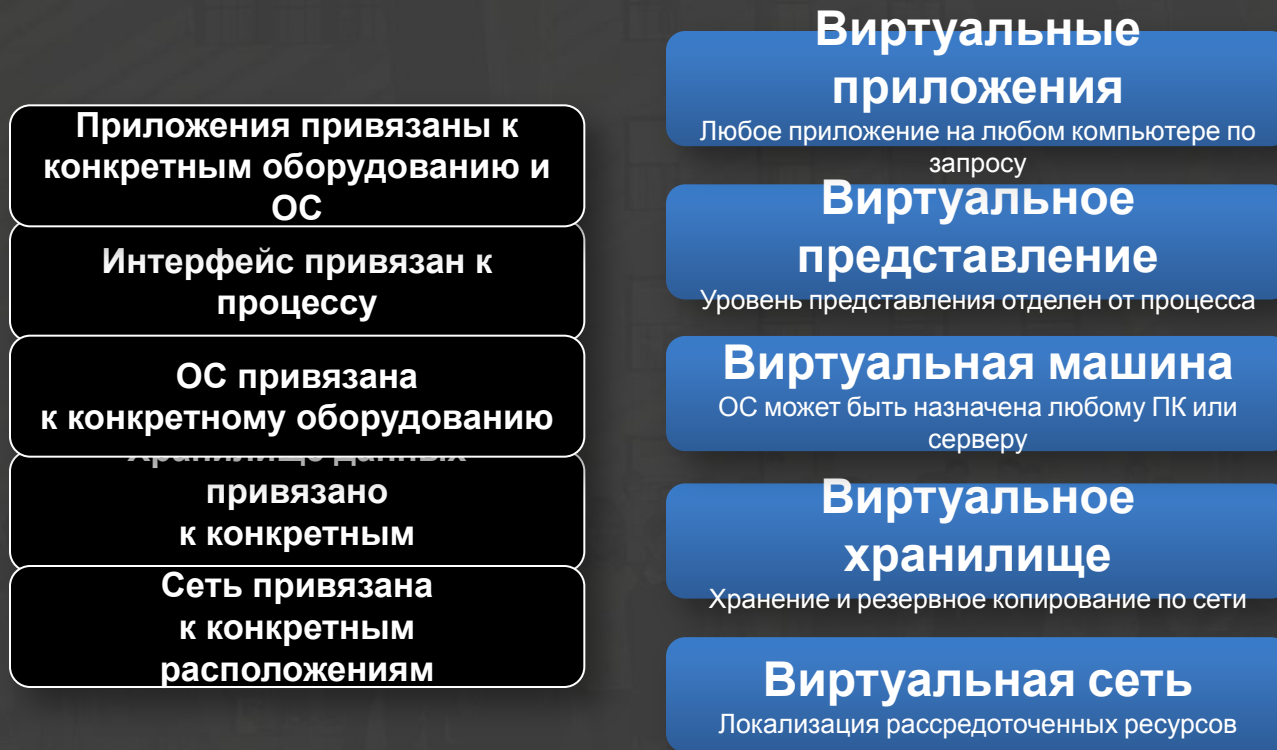 Приложения привязаны к
конкретным оборудованию и
ОС
Интерфейс привязан к
процессу
ОС привязана
к конкретному оборудованию
Хранилище данных
привязано
к конкретным
Сеть привязана
к конкретным
расположениям
Виртуальные
приложения
Любое приложение на любом компьютере по
запросу
Виртуальное
представление
Уровень представления отделен от процесса
Виртуальная машина
ОС может быть назначена любому ПК или
серверу
Виртуальное
хранилище
Хранение и резервное копирование по сети
Виртуальная сеть
Локализация рассредоточенных ресурсов